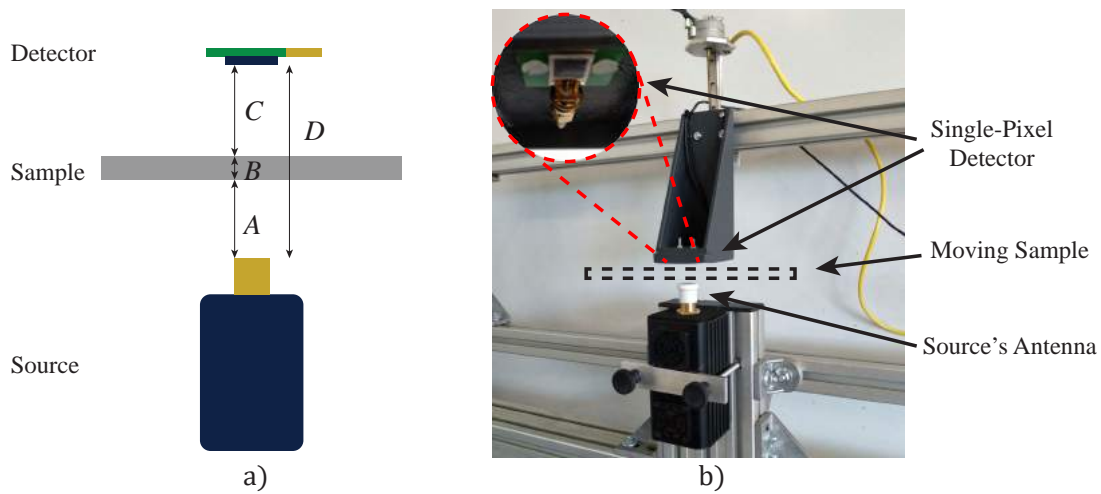 Detector
C
D
Sample
B
A
Source
a)
Single-Pixel
Detector
Moving Sample
Source's Antenna
b)